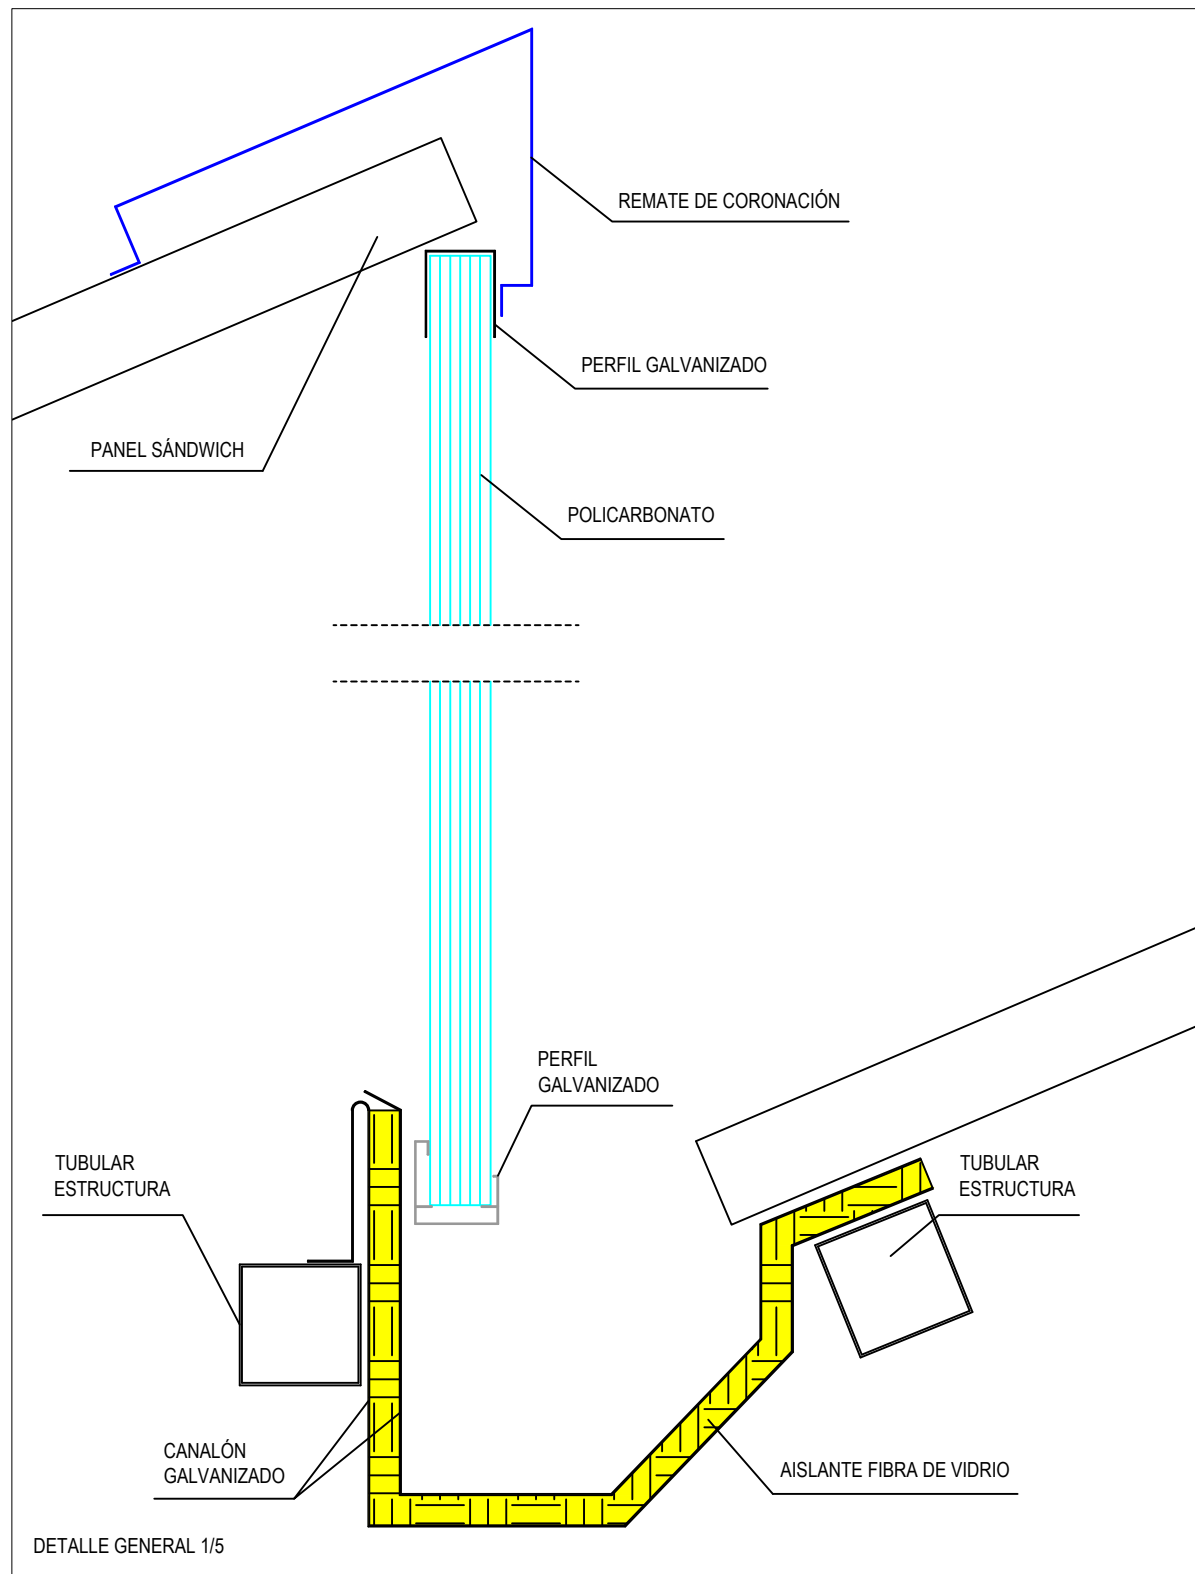 REMATE DE CORONACIÓN
PERFIL GALVANIZADO
PANEL SÁNDWICH
POLICARBONATO
PERFIL
GALVANIZADO
TUBULAR
ESTRUCTURA
TUBULAR
ESTRUCTURA
CANALÓN
GALVANIZADO
AISLANTE FIBRA DE VIDRIO
DETALLE GENERAL 1/5